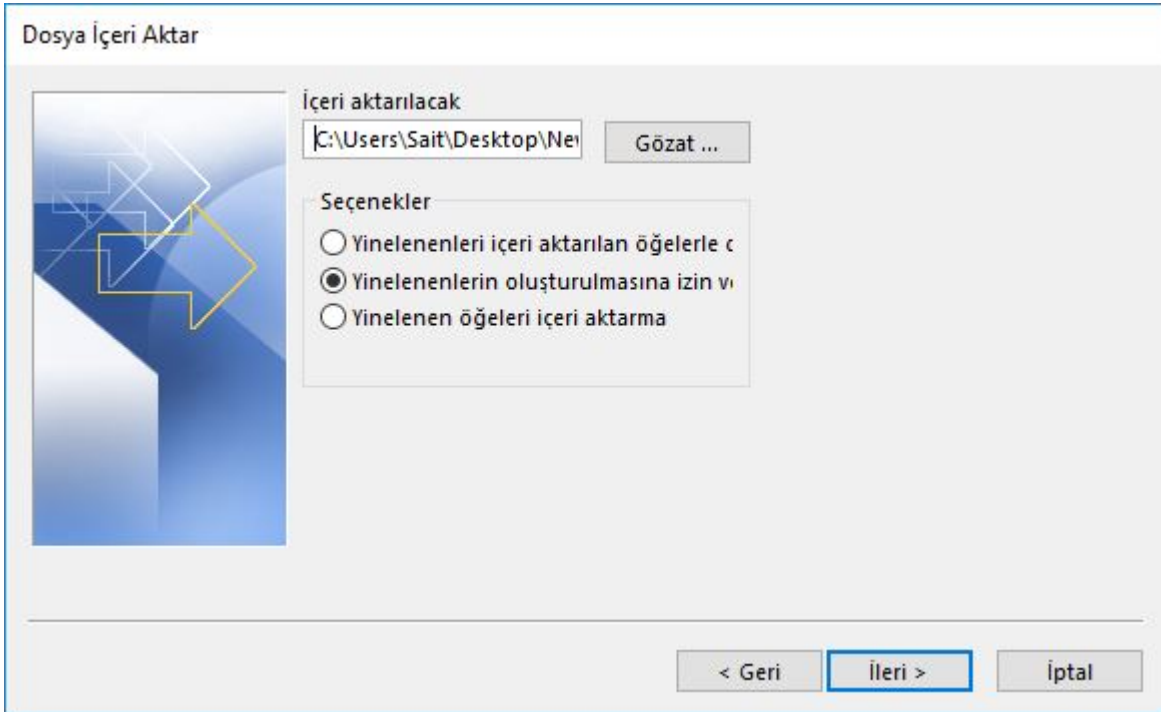 Dosya İçeri Aktar
İçeri aktarılacak
C:\Users\Sait\Desktop\Ne
Gözat ...
Seçenekler
Yinelenenleri içeri aktarılan öğelerle
Yinelenenlerin oluşturulmasına izin
Yinelenen öğeleri içeri aktarma
< Geri
İleri >
İptal